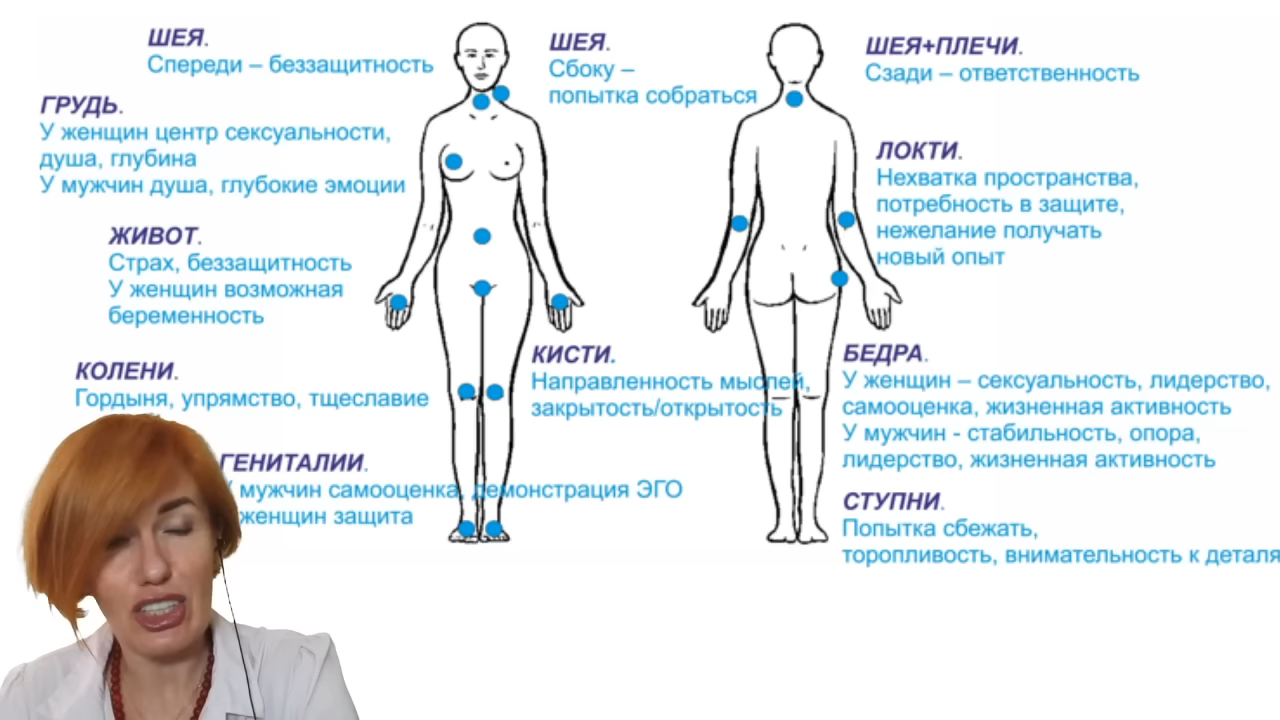 ШЕЯ.
Спереди – беззащитность
ГРУДЬ.
У женщин центр сексуальности,
душа, глубина
У мужчин душа, глубокие эмоции
ЖИВОТ.
Страх, беззащитность
У женщин возможная
беременность
КОЛЕНИ.
Гордыня, упрямство, тщеславие
ГЕНИТАЛИИ.
мужчин самооценка, демонстрация ЭГО
женщин защита
ШЕЯ.
Сбоку –
попытка собраться
КИСТИ.
Направленность мыслей,
закрытость/открытость
ШЕЯ+ПЛЕЧИ.
Сзади – ответственность
ЛОКТИ.
Нехватка пространства,
потребность в защите,
нежелание получать
новый опыт
БЕДРА.
У женщин – сексуальность, лидерство,
самооценка, жизненная активность
У мужчин - стабильность, опора,
лидерство, жизненная активность
СТУПНИ.
Попытка сбежать,
торопливость, внимательность к деталя